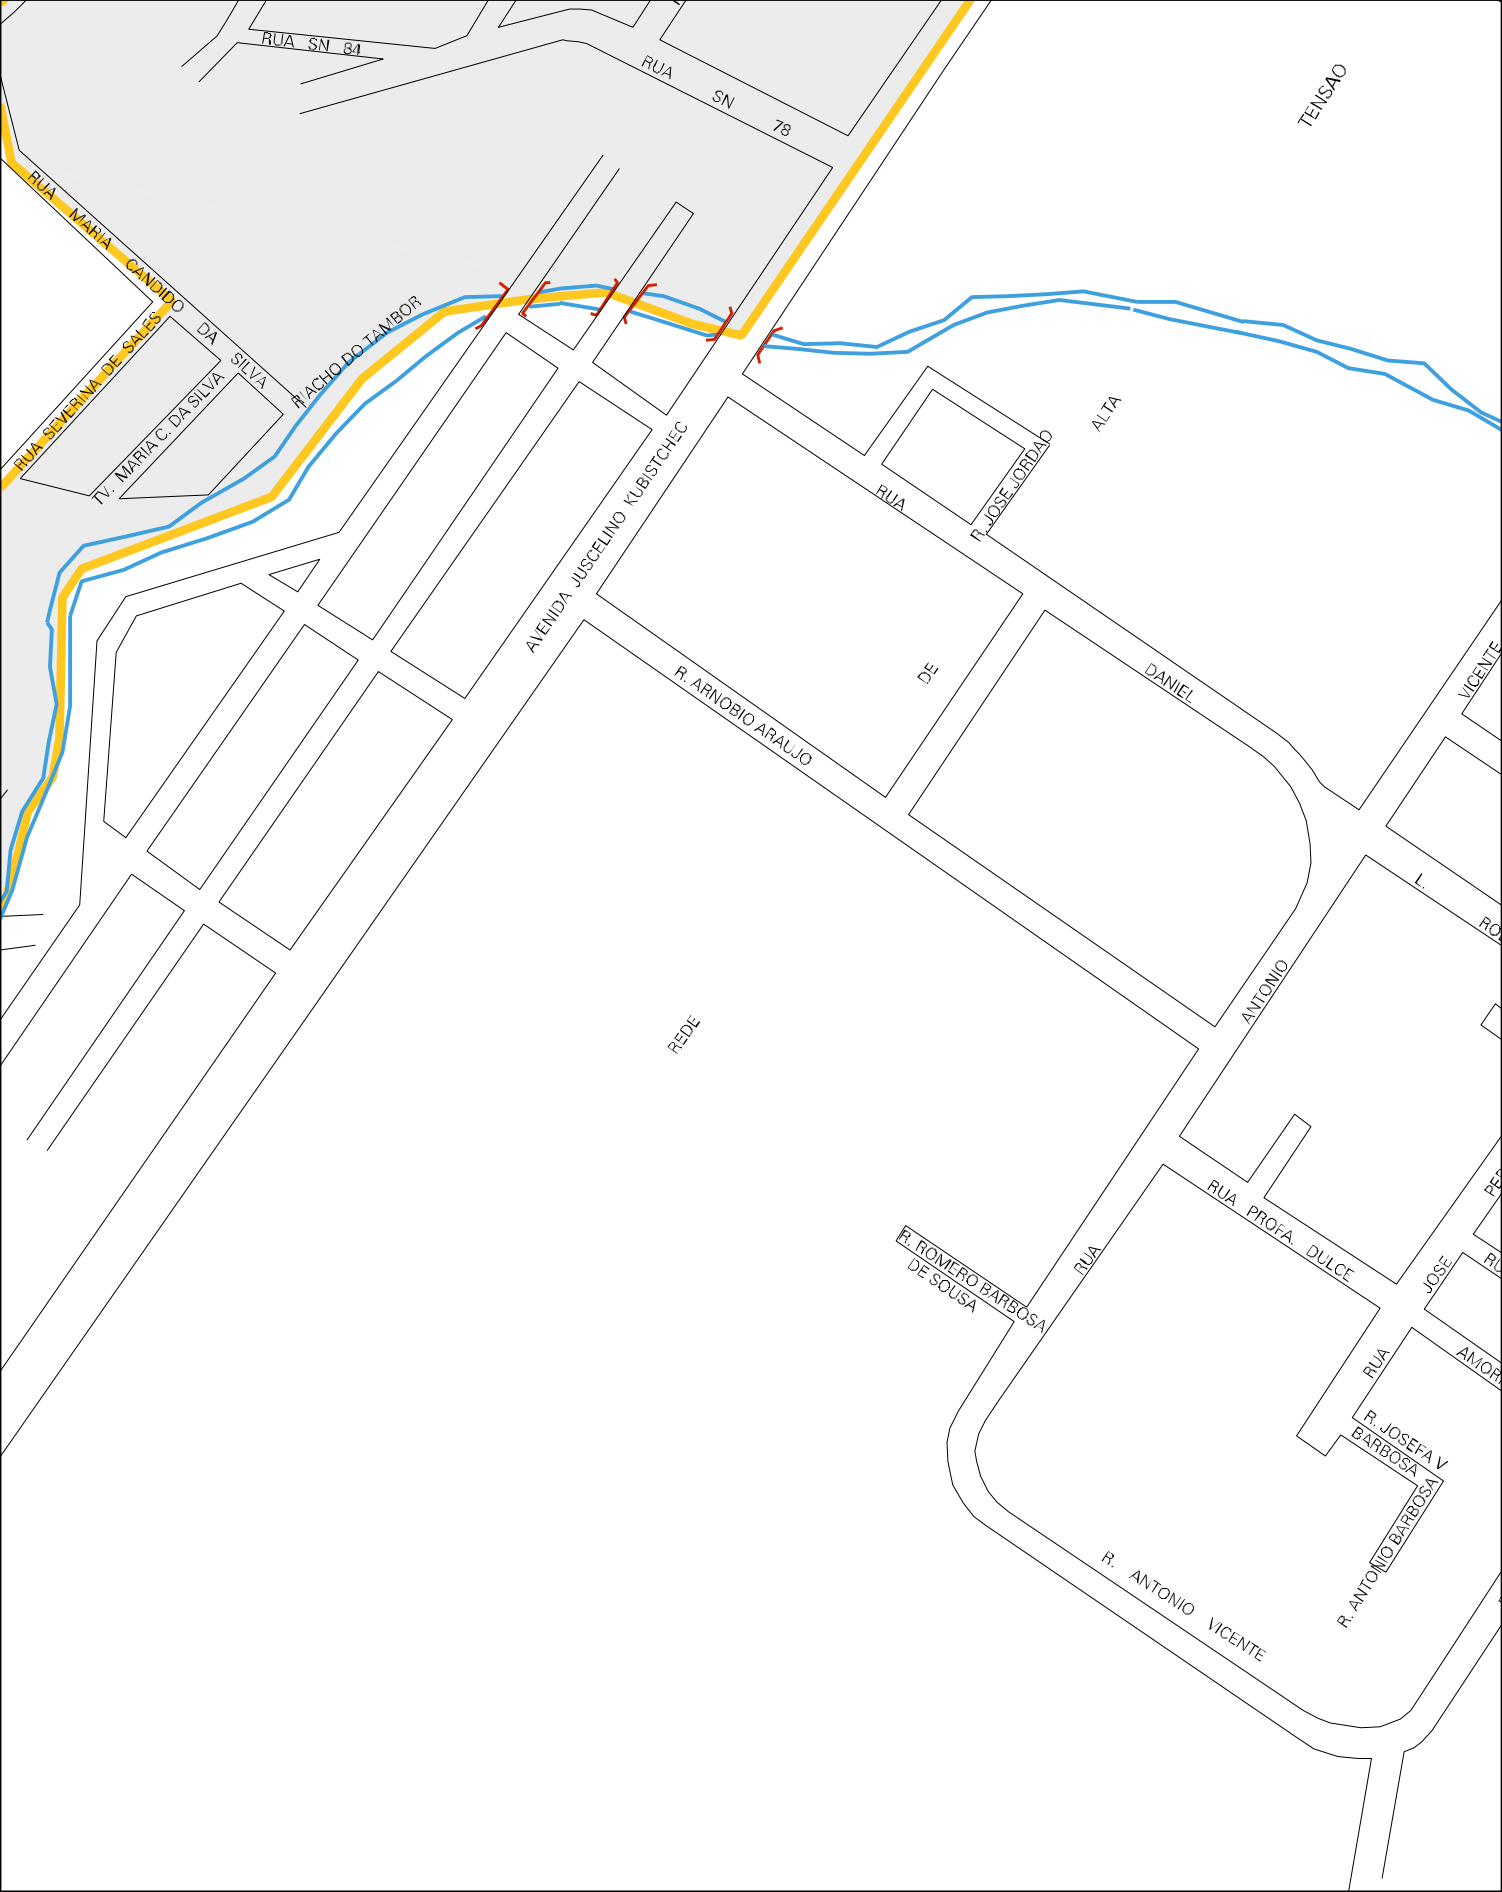 RUA SN 84
RUA SN 78
TENSAO
RUA MARIA CANDIDO DA SILVA
RUA SEVERINA DE SALES
TV. MARIA C. DA SILVA
RIACHO DO TAMBOR
AVENIDA JUSCELINO KUBISTCHEC
ALTA
R. JOSE JORDAO
RUA DANIEL
DE
VICENTE
R. ARNOBIO ARAUJO
L.
ANTONIO
REDE
RUA PROFA. DULCE
RUA
R. ROMERO BARBOSA
DE SOUSA
JOSE
RUA
R. JOSEFA V
BARBOSA
R. ANTONIO BARBOSA
R. ANTONIO VICENTE